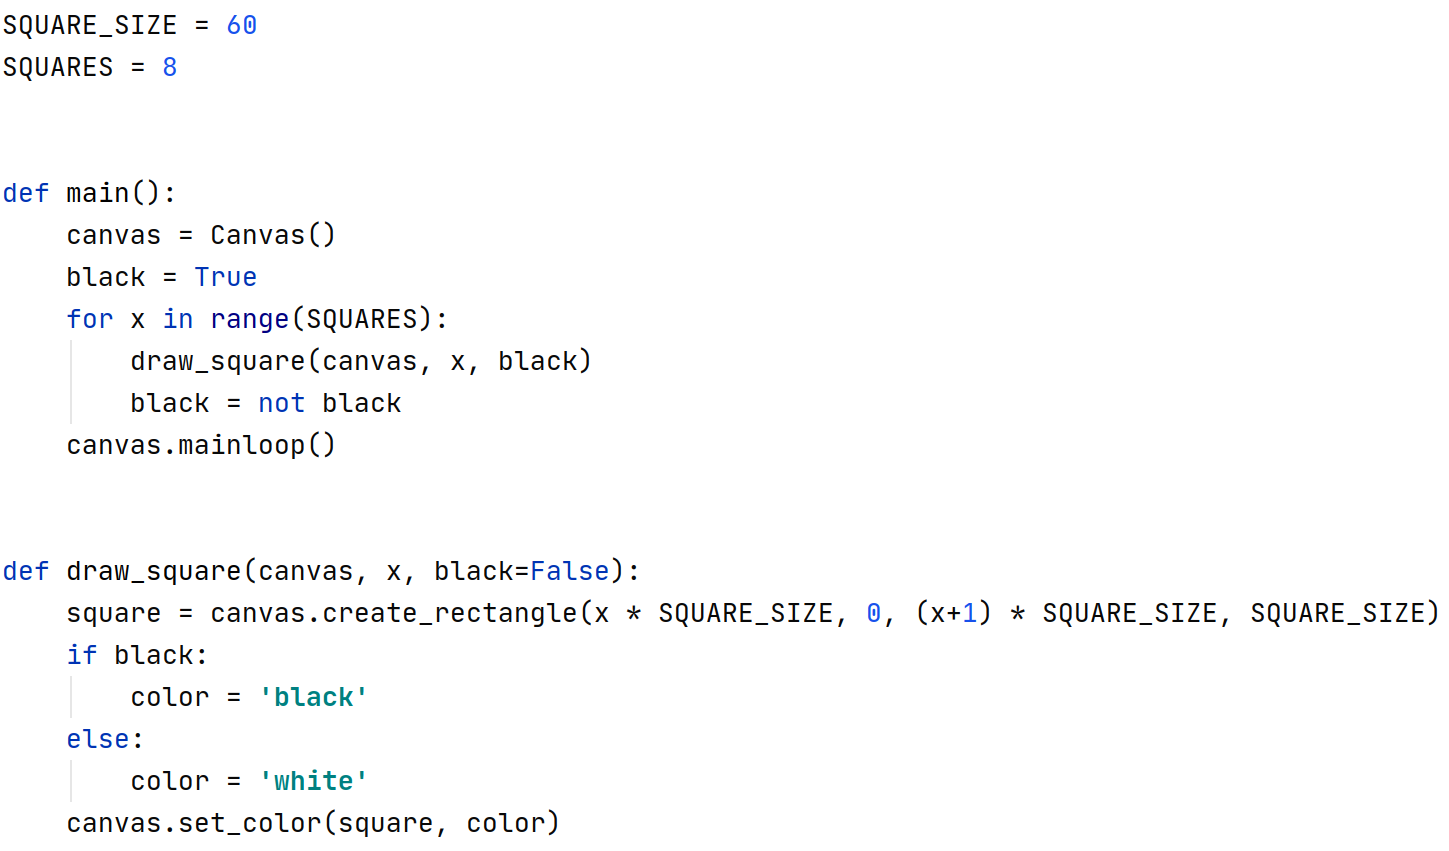 SQUARE_SIZE = 60
SQUARES = 8
def main():
    canvas = Canvas()
    black = True
    for x in range(SQUARES):
        draw_square(canvas, x, black)
        black = not black
    canvas.mainloop()
def draw_square(canvas, x, black=False):
    square = canvas.create_rectangle(x * SQUARE_SIZE, 0, (x+1) * SQUARE_SIZE, SQUARE_SIZE)
    if black:
        color = 'black'
    else:
        color = 'white'
    canvas.set_color(square, color)